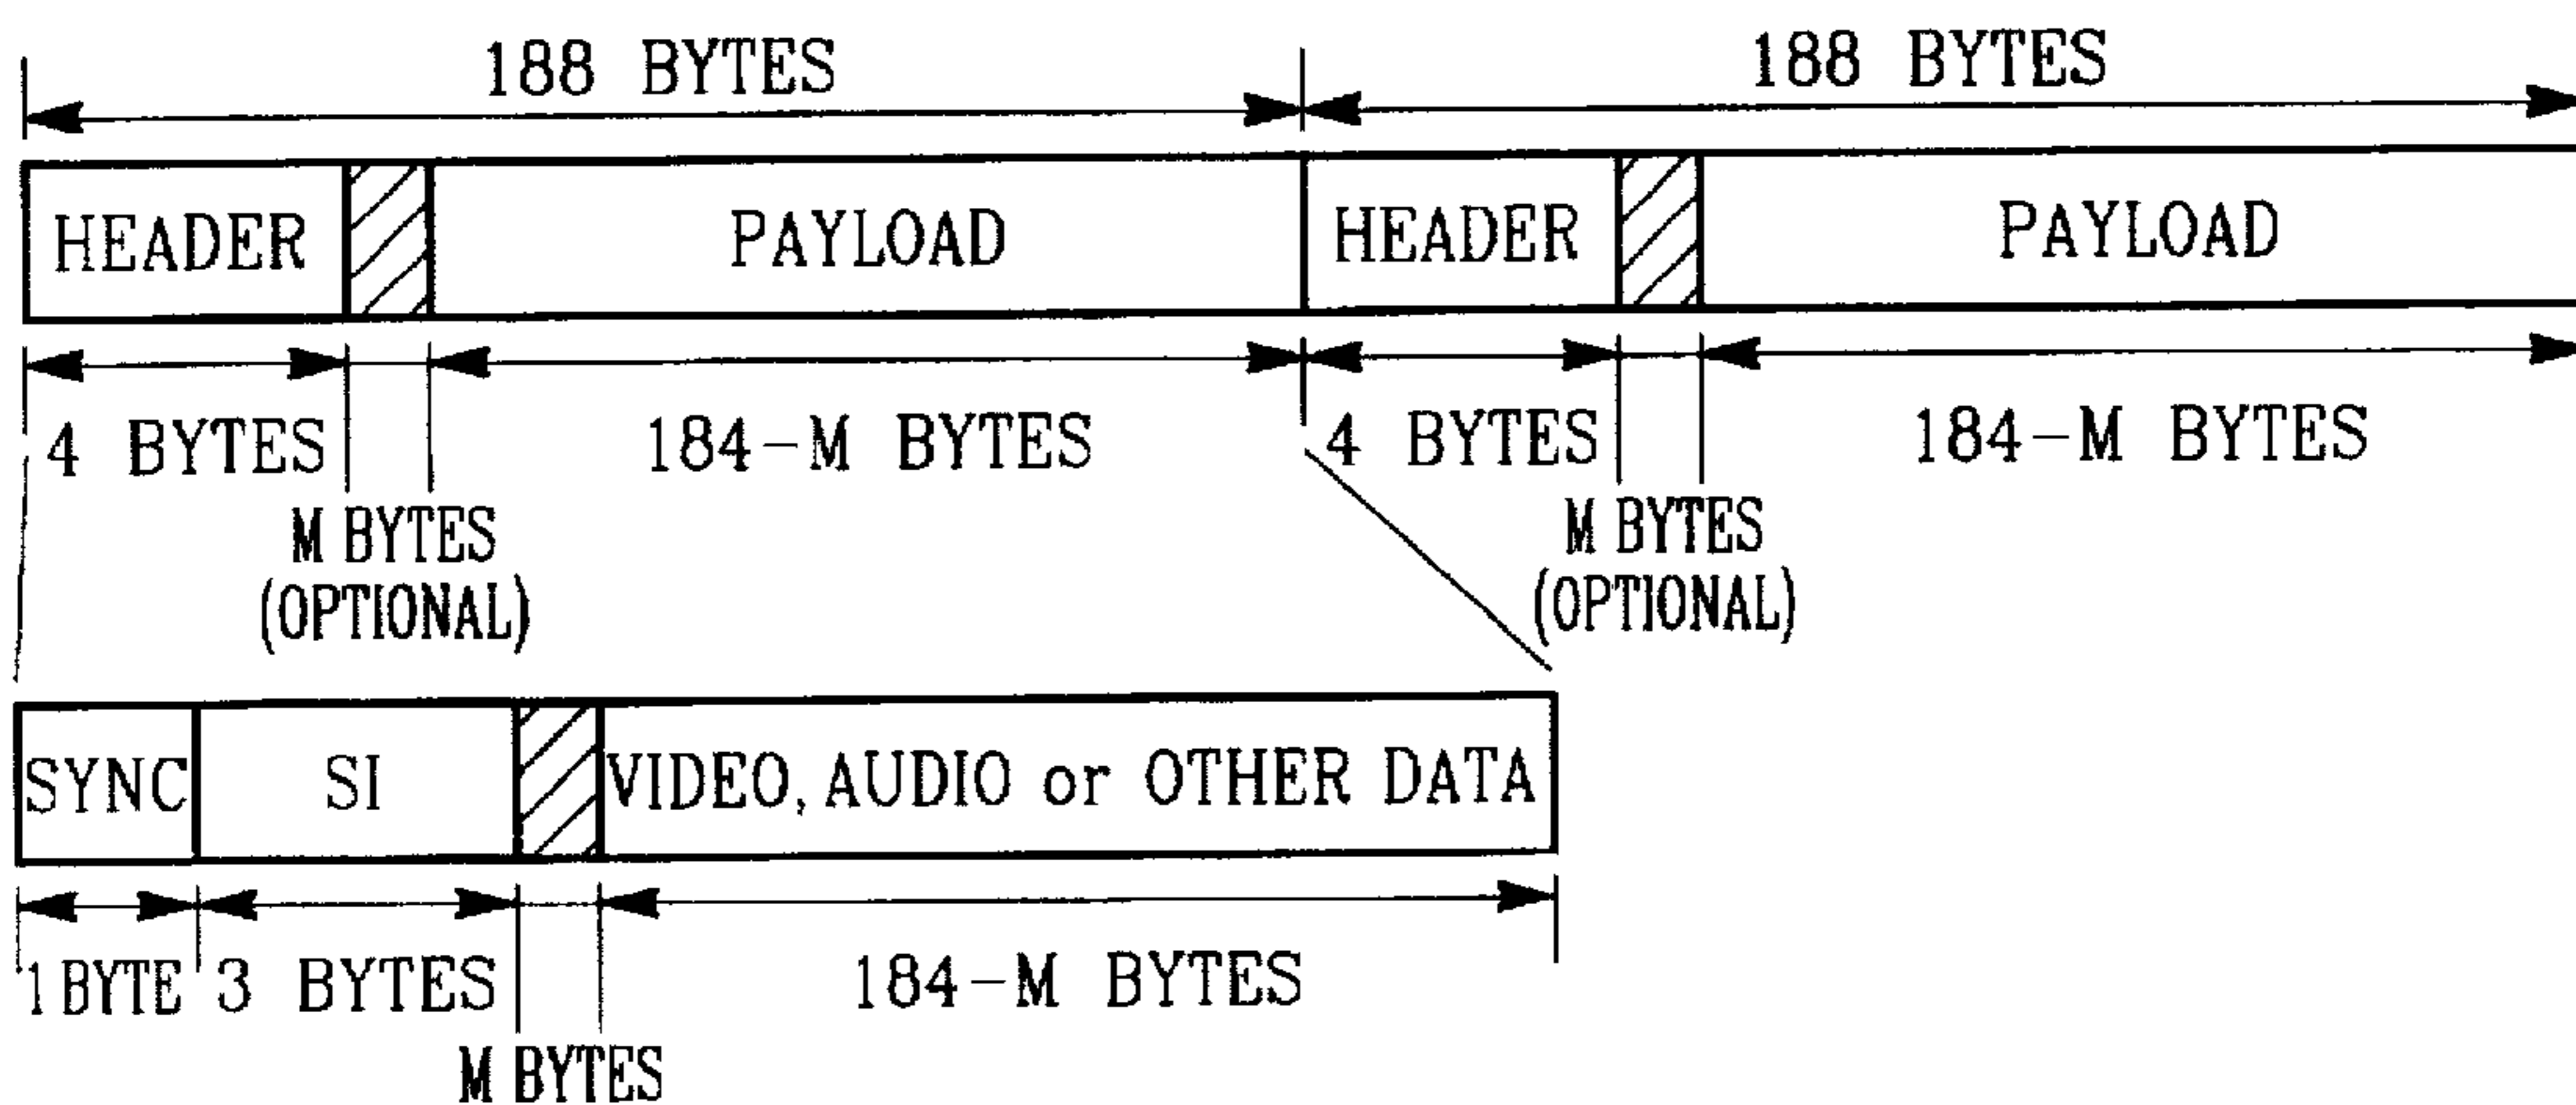 188 BYTES 188 BYTES
HEADER PAYLOAD HEADER PAYLOAD
4 BYTES 184-M BYTES 4 BYTES 184-M BYTES
M BYTES M BYTES
(OPTIONAL) (OPTIONAL)
SYNC SI VIDEO, AUDIO or OTHER DATA
1 BYTE 3 BYTES 184-M BYTES
M BYTES